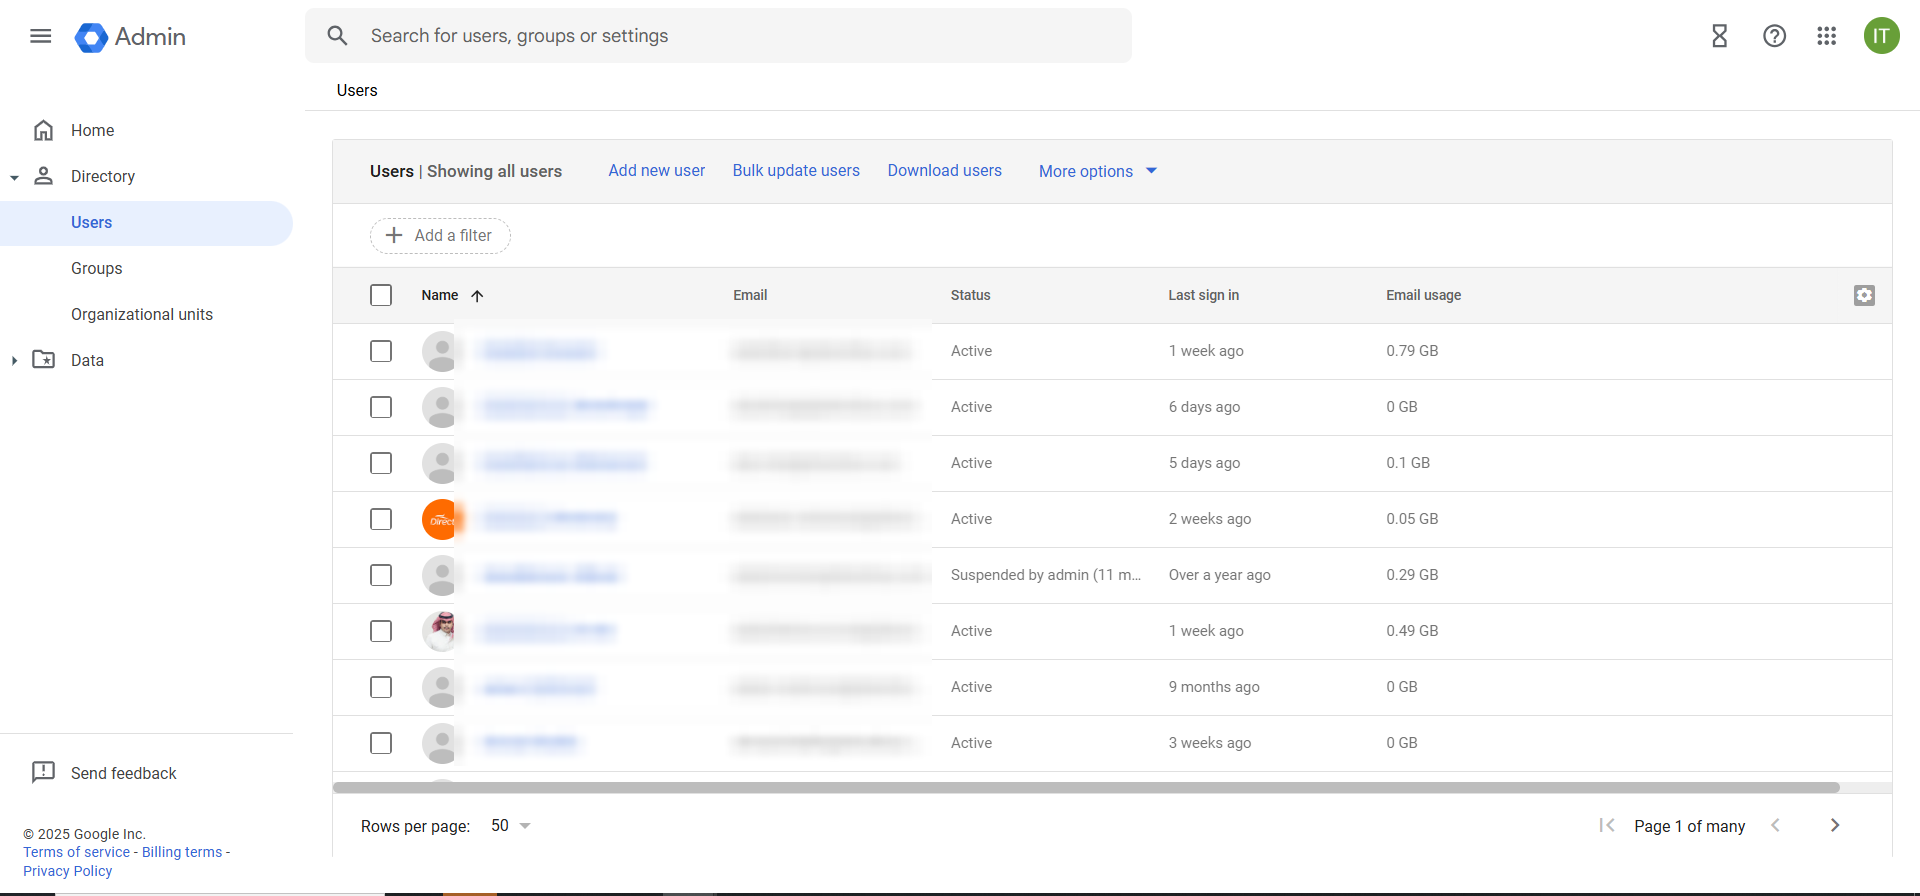 Admin
Search for users, groups or settings
IT
Users
Home
Directory
Users
Groups
Organizational units
Data
Users | Showing all users
Add new user
Bulk update users
Download users
More options
Add a filter
Name Email Status Last sign in Email usage
Active 1 week ago 0.79 GB
Active 6 days ago 0 GB
Active 5 days ago 0.1 GB
Direct
Active 2 weeks ago 0.05 GB
Suspended by admin (11 m... Over a year ago 0.29 GB
Active 1 week ago 0.49 GB
Active 9 months ago 0 GB
Active 3 weeks ago 0 GB
Rows per page: 50
Page 1 of many
Send feedback
© 2025 Google Inc.
Terms of service - Billing terms -
Privacy Policy